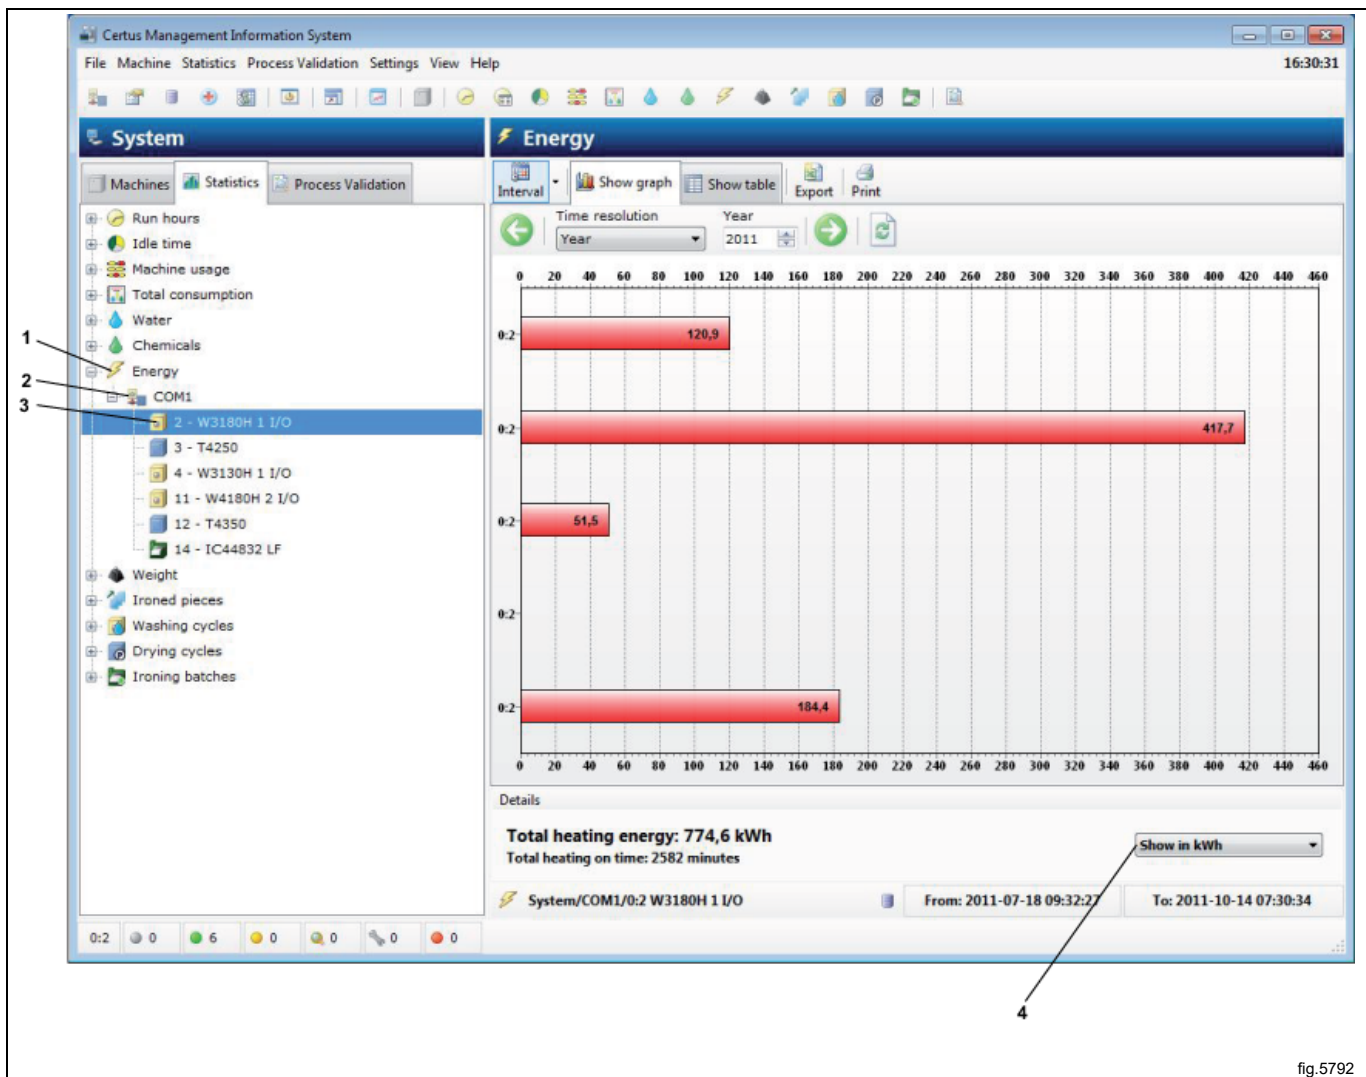 Certus Management Information System
File Machine Statistics Process Validation Settings View Help 16:30:31
System
Machines Statistics Process Validation
Run hours
Idle time
Machine usage
Total consumption
Water
Chemicals
1
Energy
2
COM1
3
2 - W3180H 1 I/O
3 - T4250
4 - W3130H 1 I/O
11 - W4180H 2 I/O
12 - T4350
14 - IC44832 LF
Weight
Ironed pieces
Washing cycles
Drying cycles
Ironing batches
Energy
Interval Show graph Show table Export Print
Time resolution Year
Year 2011
0 20 40 60 80 100 120 140 160 180 200 220 240 260 280 300 320 340 360 380 400 420 440 460
0:2 120,9
0:2 417,7
0:2 51,5
0:2
0:2 184,4
0 20 40 60 80 100 120 140 160 180 200 220 240 260 280 300 320 340 360 380 400 420 440 460
Details
Total heating energy: 774,6 kWh
Total heating on time: 2582 minutes
Show in kWh
System/COM1/0:2 W3180H 1 I/O From: 2011-07-18 09:32:27 To: 2011-10-14 07:30:34
0:2 0 6 0 0 0 0
4
fig.5792